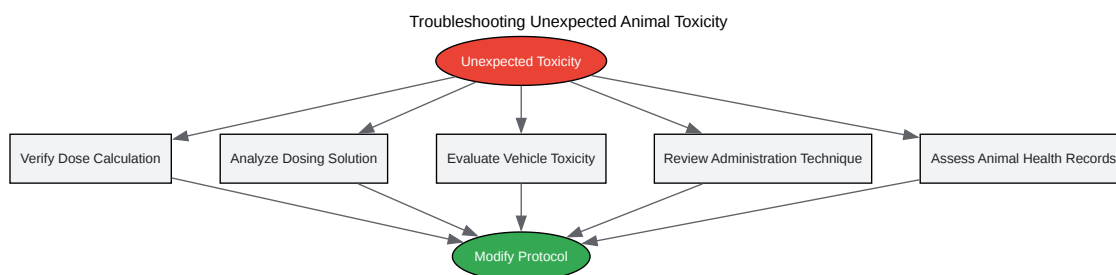 Troubleshooting Unexpected Animal Toxicity
Unexpected Toxicity
Verify Dose Calculation
Analyze Dosing Solution
Evaluate Vehicle Toxicity
Review Administration Technique
Assess Animal Health Records
Modify Protocol